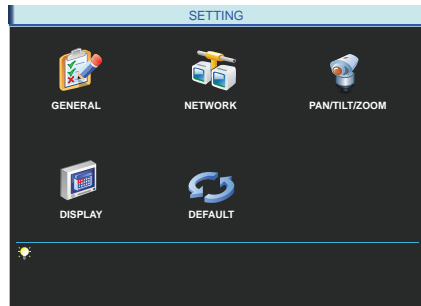 SETTING
GENERAL
NETWORK
PAN/TILT/ZOOM
DISPLAY
DEFAULT